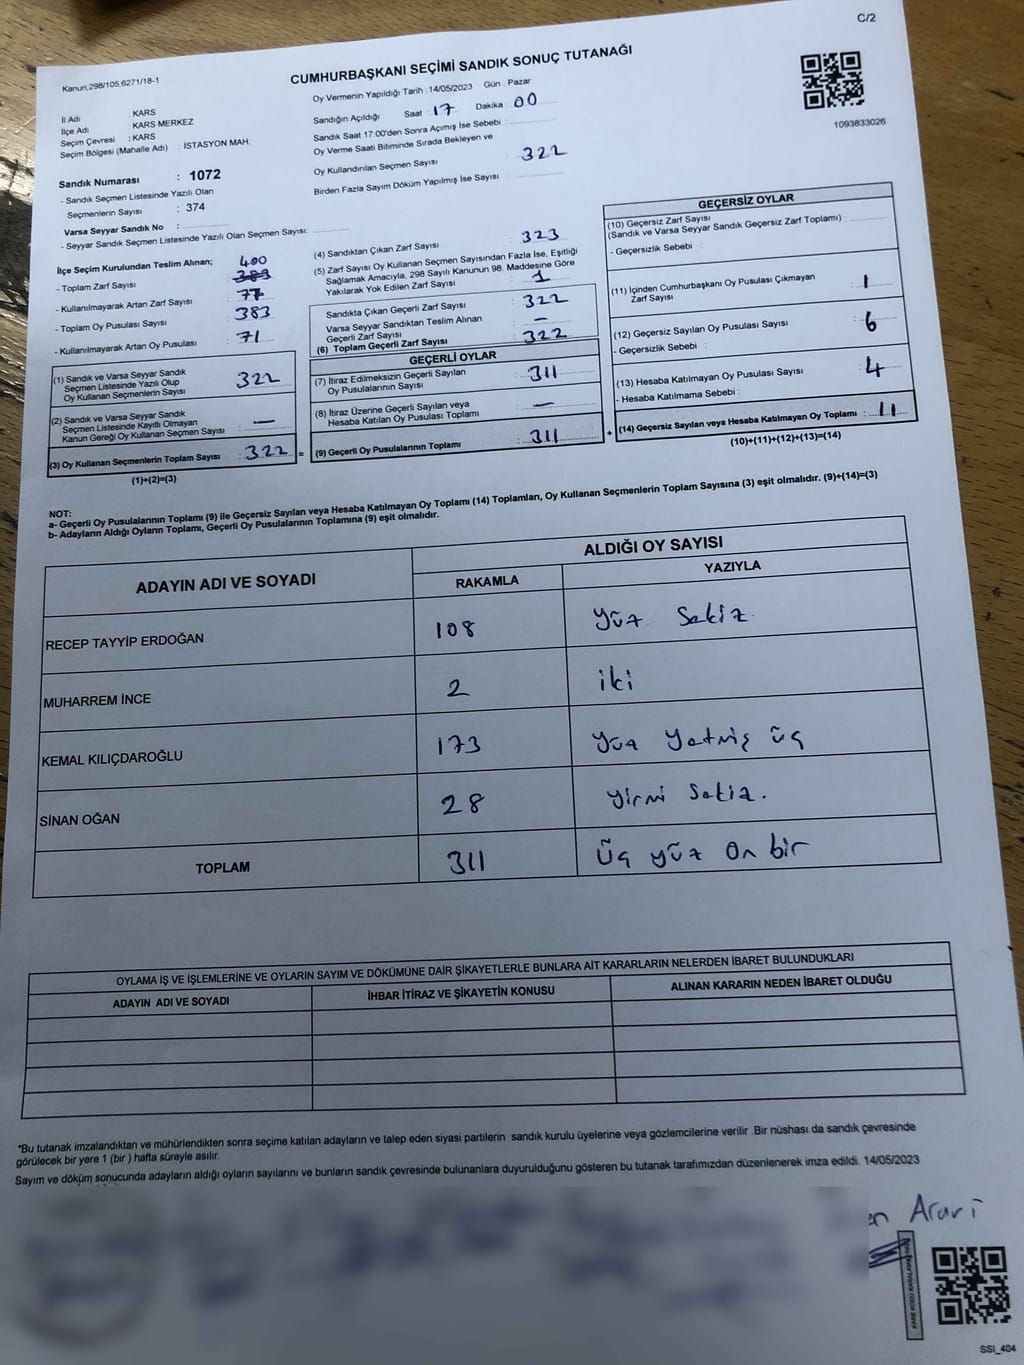 C/2
Kanun,298/105,6271/18-1
CUMHURBAŞKANI SEÇİMİ SANDIK SONUÇ TUTANAĞI
1093833026
İl Adı : KARS
İlçe Adı : KARS MERKEZ
Seçim Çevresi : KARS
Seçim Bölgesi (Mahalle Adı) : İSTASYON MAH.
Sandık Numarası : 1072
- Sandık Seçmen Listesinde Yazılı Olan
Seçmenlerin Sayısı : 374
Varsa Seyyar Sandık No :
- Seyyar Sandık Seçmen Listesinde Yazılı Olan Seçmen Sayısı:
Oy Vermenin Yapıldığı Tarih : 14/05/2023 Gün : Pazar
Sandığın Açıldığı Saat : 17 Dakika : 00
Sandık Saat 17:00'den Sonra Açımış İse Sebebi :
Oy Verme Saati Bitiminde Sırada Bekleyen ve
Oy Kullandırılan Seçmen Sayısı : 322
Birden Fazla Sayım Döküm Yapılmış İse Sayısı :
İlçe Seçim Kurulundan Teslim Alınan; 400
- Toplam Zarf Sayısı : 383
- Kullanılmayarak Artan Zarf Sayısı : 77
- Toplam Oy Pusulası Sayısı : 383
- Kullanılmayarak Artan Oy Pusulası : 71
(1) Sandık ve Varsa Seyyar Sandık
Seçmen Listesinde Yazılı Olup
Oy Kullanan Seçmenlerin Sayısı : 322
(2) Sandık ve Varsa Seyyar Sandık
Seçmen Listesinde Kayıtlı Olmayan
Kanun Gereği Oy Kullanan Seçmen Sayısı : —
(3) Oy Kullanan Seçmenlerin Toplam Sayısı : 322 =
(1)+(2)=(3)
(4) Sandıktan Çıkan Zarf Sayısı : 323
(5) Zarf Sayısı Oy Kullanan Seçmen Sayısından Fazla İse, Eşitliği
Sağlamak Amacıyla, 298 Sayılı Kanunun 98. Maddesine Göre
Yakılarak Yok Edilen Zarf Sayısı : 1
Sandıkta Çıkan Geçerli Zarf Sayısı : 322
Varsa Seyyar Sandıktan Teslim Alınan
Geçerli Zarf Sayısı : —
(6) Toplam Geçerli Zarf Sayısı : 322
GEÇERLİ OYLAR
(7) İtiraz Edilmeksizin Geçerli Sayılan
Oy Pusulalarının Sayısı : 311
(8) İtiraz Üzerine Geçerli Sayılan veya
Hesaba Katılan Oy Pusulası Toplamı : —
(9) Geçerli Oy Pusulalarının Toplamı : 311 +
GEÇERSİZ OYLAR
(10) Geçersiz Zarf Sayısı
(Sandık ve Varsa Seyyar Sandık Geçersiz Zarf Toplamı) :
- Geçersizlik Sebebi :
(11) İçinden Cumhurbaşkanı Oy Pusulası Çıkmayan
Zarf Sayısı : 1
(12) Geçersiz Sayılan Oy Pusulası Sayısı : 6
- Geçersizlik Sebebi :
(13) Hesaba Katılmayan Oy Pusulası Sayısı : 4
- Hesaba Katılmama Sebebi :
(14) Geçersiz Sayılan veya Hesaba Katılmayan Oy Toplamı : 11
(10)+(11)+(12)+(13)=(14)
NOT:
a- Geçerli Oy Pusulalarının Toplamı (9) ile Geçersiz Sayılan veya Hesaba Katılmayan Oy Toplamı (14) Toplamları, Oy Kullanan Seçmenlerin Toplam Sayısına (3) eşit olmalıdır. (9)+(14)=(3)
b- Adayların Aldığı Oyların Toplamı, Geçerli Oy Pusulalarının Toplamına (9) eşit olmalıdır.
ADAYIN ADI VE SOYADI ALDIĞI OY SAYISI
RAKAMLA YAZIYLA
RECEP TAYYİP ERDOĞAN 108 Yüz Sekiz
MUHARREM İNCE 2 iki
KEMAL KILIÇDAROĞLU 173 Yüz Yetmiş üç
SİNAN OĞAN 28 Yirmi Sekiz.
TOPLAM 311 Üç yüz On bir
OYLAMA İŞ VE İŞLEMLERİNE VE OYLARIN SAYIM VE DÖKÜMÜNE DAİR ŞİKAYETLERLE BUNLARA AİT KARARLARIN NELERDEN İBARET BULUNDUKLARI
ADAYIN ADI VE SOYADI İHBAR İTİRAZ VE ŞİKAYETİN KONUSU ALINAN KARARIN NEDEN İBARET OLDUĞU
*Bu tutanak imzalandıktan ve mühürlendikten sonra seçime katılan adayların ve talep eden siyasi partilerin sandık kurulu üyelerine veya gözlemcilerine verilir .Bir nüshası da sandık çevresinde
görülecek bir yere 1 (bir ) hafta süreyle asılır.
Sayım ve döküm sonucunda adayların aldığı oyların sayılarını ve bunların sandık çevresinde bulunanlara duyurulduğunu gösteren bu tutanak tarafımızdan düzenlenerek imza edildi. 14/05/2023
SSI_404